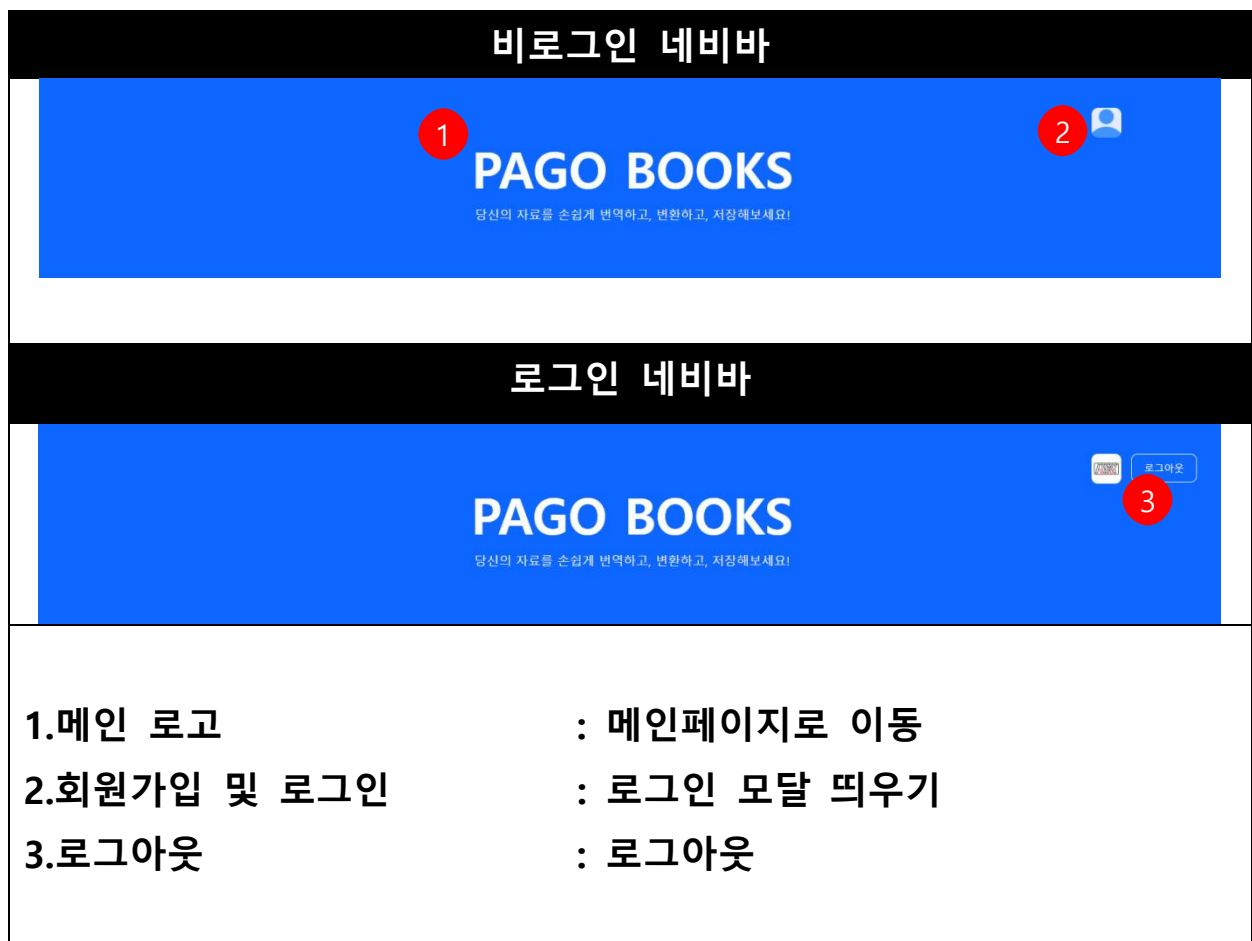 비로그인 네비바
1
2
PAGO BOOKS
당신의 자료를 손쉽게 번역하고, 변환하고, 저장해보세요!
로그인 네비바
로그아웃
3
PAGO BOOKS
당신의 자료를 손쉽게 번역하고, 변환하고, 저장해보세요!
1.메인 로고 : 메인페이지로 이동
2.회원가입 및 로그인 : 로그인 모달 띄우기
3.로그아웃 : 로그아웃